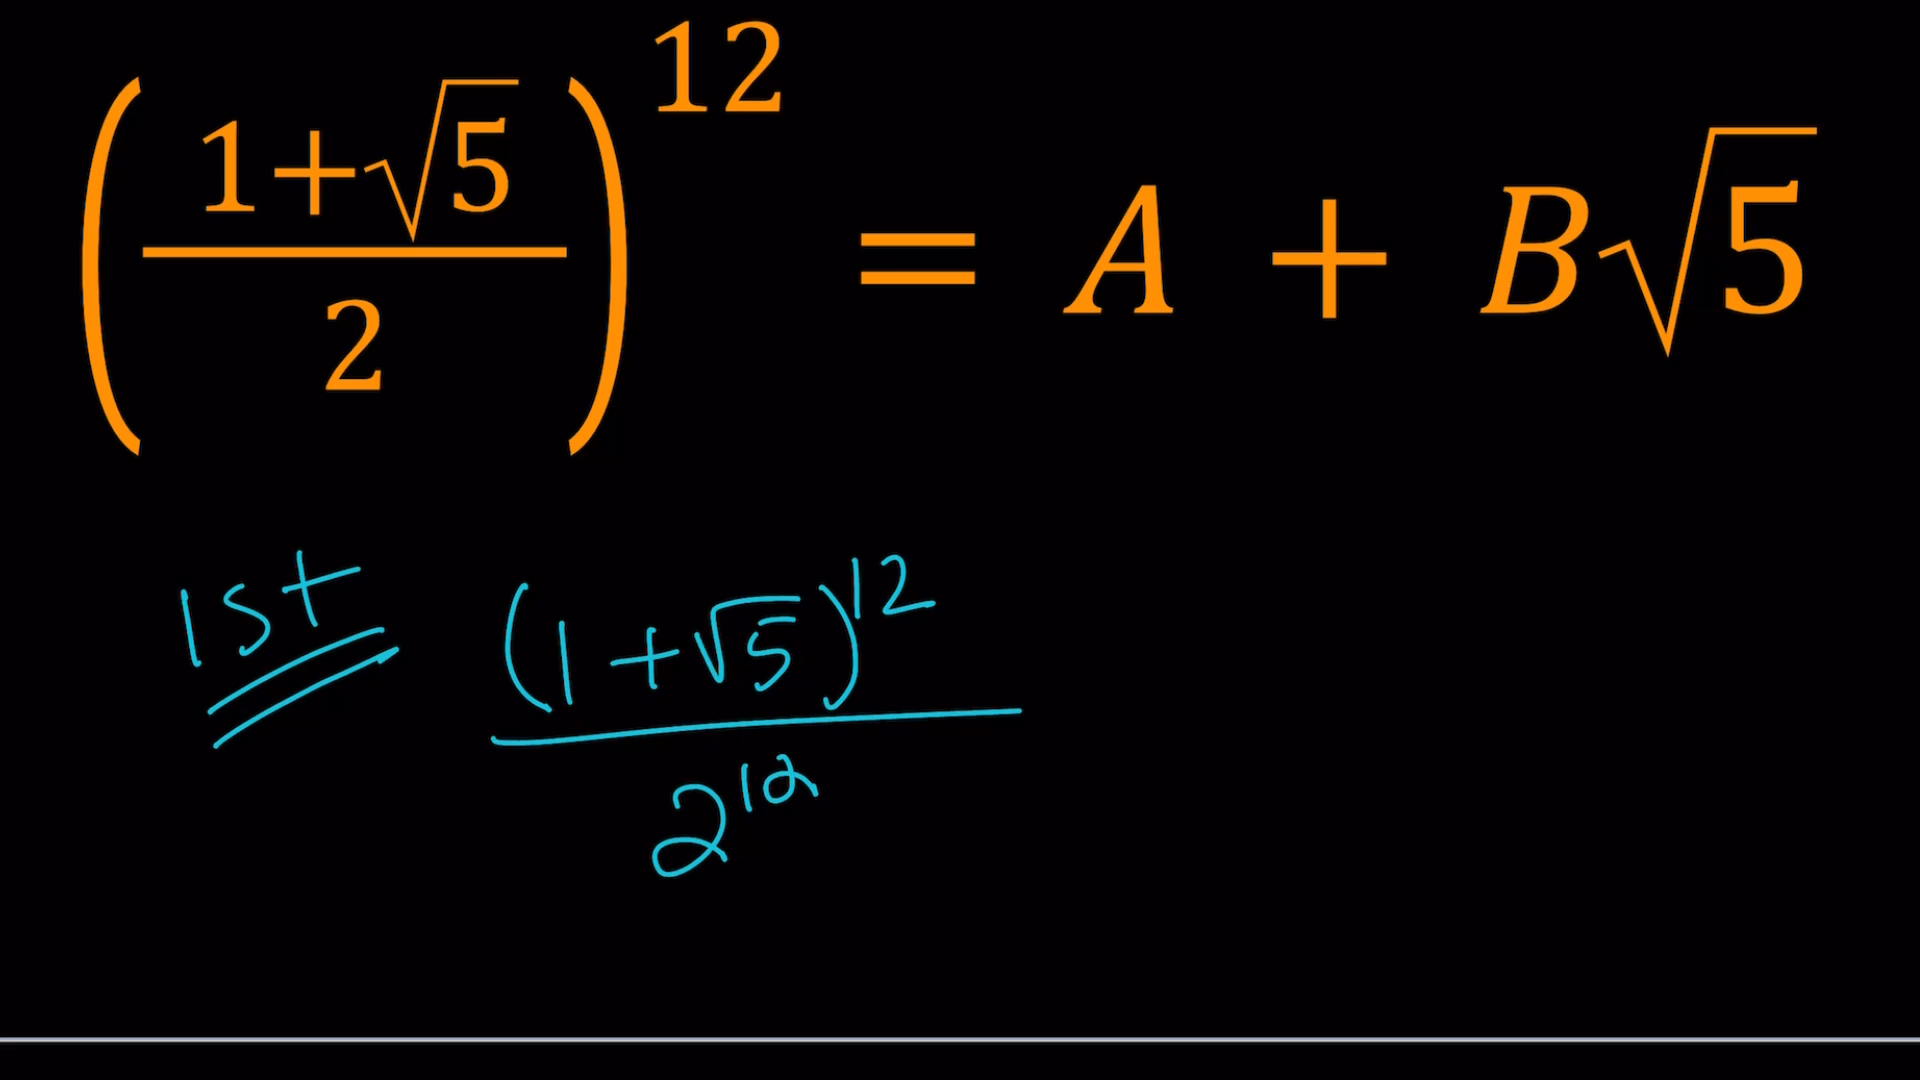 (1+√5 / 2)^12 = A + B√5
1st (1+√5)^12 / 2^12